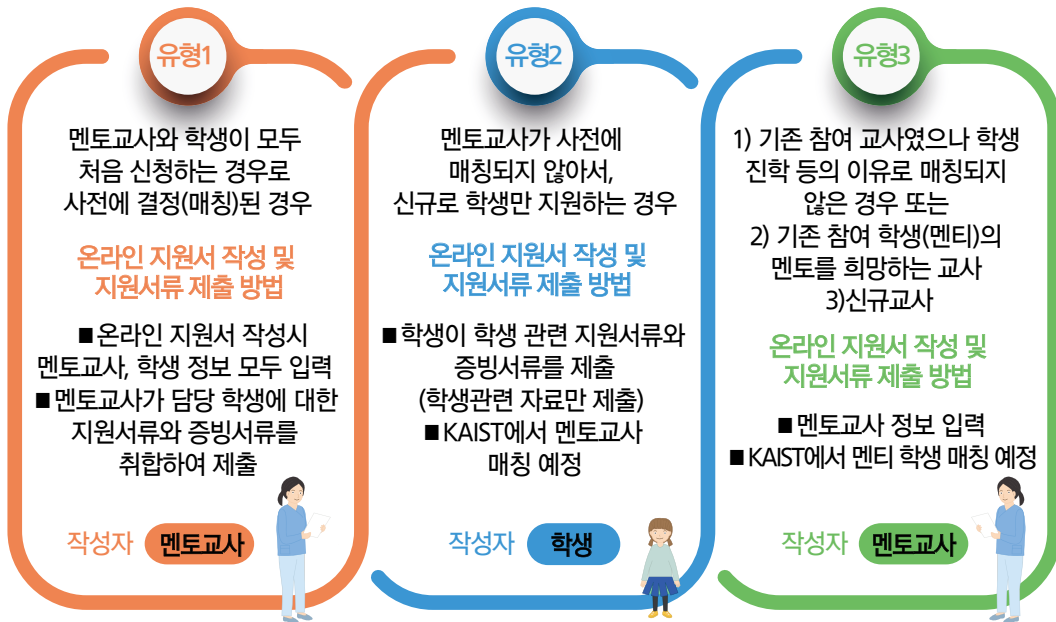 유형1
멘토교사와 학생이 모두
처음 신청하는 경우로
사전에 결정(매칭)된 경우
온라인 지원서 작성 및
지원서류 제출 방법
■온라인 지원서 작성시
멘토교사, 학생 정보 모두 입력
■멘토교사가 담당 학생에 대한
지원서류와 증빙서류를
취합하여 제출
작성자 멘토교사
유형2
멘토교사가 사전에
매칭되지 않아서,
신규로 학생만 지원하는 경우
온라인 지원서 작성 및
지원서류 제출 방법
■학생이 학생 관련 지원서류와
증빙서류를 제출
(학생관련 자료만 제출)
■KAIST에서 멘토교사
매칭 예정
작성자 학생
유형3
1) 기존 참여 교사였으나 학생
진학 등의 이유로 매칭되지
않은 경우 또는
2) 기존 참여 학생(멘티)의
멘토를 희망하는 교사
3)신규교사
온라인 지원서 작성 및
지원서류 제출 방법
■멘토교사 정보 입력
■KAIST에서 멘티 학생 매칭 예정
작성자 멘토교사